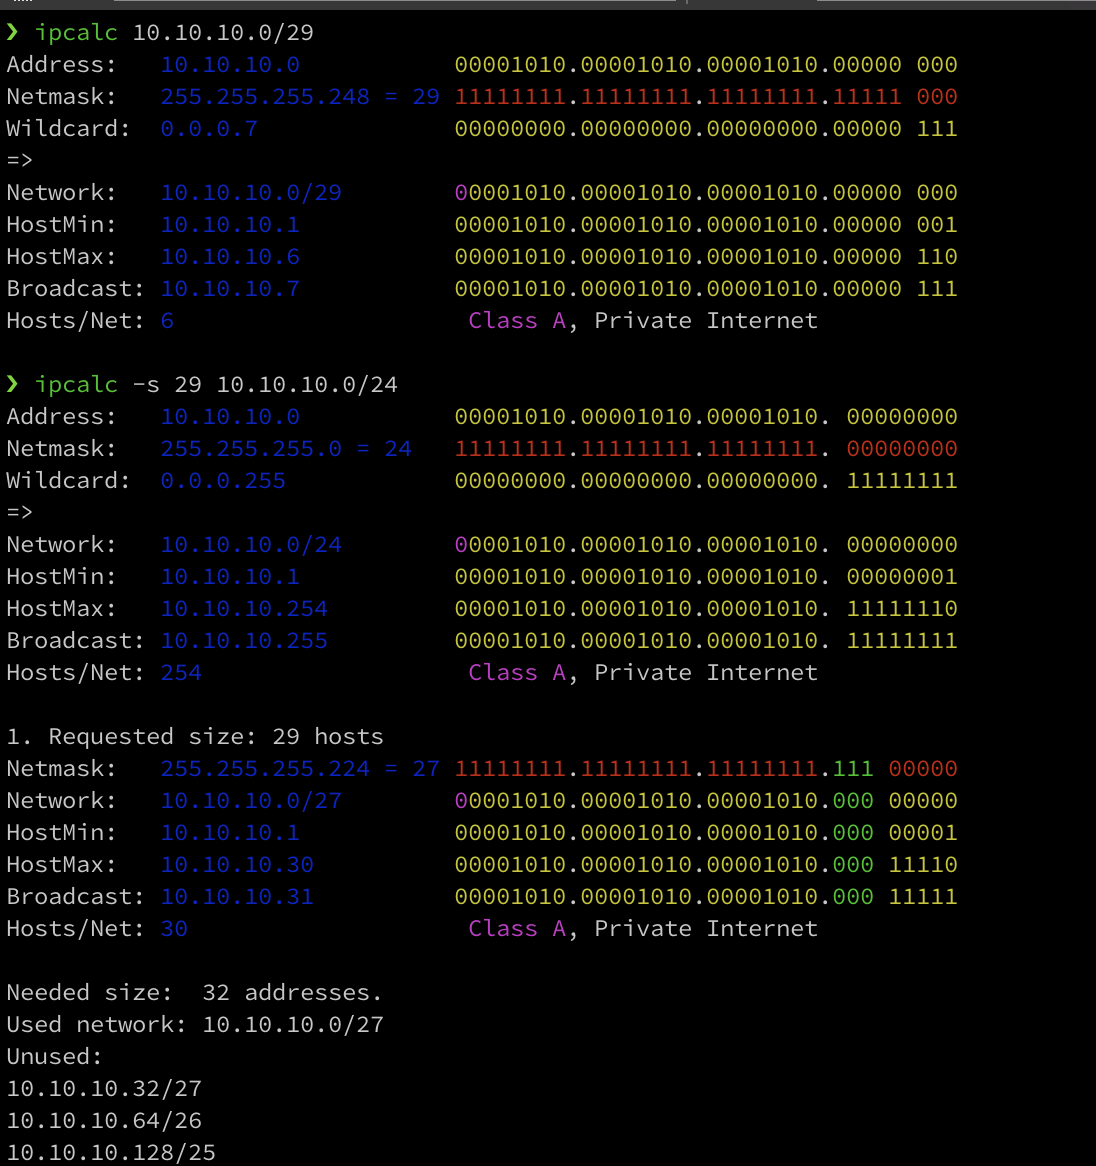 ❯ ipcalc 10.10.10.0/29
Address:   10.10.10.0           00001010.00001010.00001010.00000 000
Netmask:   255.255.255.248 = 29 11111111.11111111.11111111.11111 000
Wildcard:  0.0.0.7              00000000.00000000.00000000.00000 111
=>
Network:   10.10.10.0/29        00001010.00001010.00001010.00000 000
HostMin:   10.10.10.1           00001010.00001010.00001010.00000 001
HostMax:   10.10.10.6           00001010.00001010.00001010.00000 110
Broadcast: 10.10.10.7           00001010.00001010.00001010.00000 111
Hosts/Net: 6                     Class A, Private Internet

❯ ipcalc -s 29 10.10.10.0/24
Address:   10.10.10.0           00001010.00001010.00001010. 00000000
Netmask:   255.255.255.0 = 24   11111111.11111111.11111111. 00000000
Wildcard:  0.0.0.255            00000000.00000000.00000000. 11111111
=>
Network:   10.10.10.0/24        00001010.00001010.00001010. 00000000
HostMin:   10.10.10.1           00001010.00001010.00001010. 00000001
HostMax:   10.10.10.254         00001010.00001010.00001010. 11111110
Broadcast: 10.10.10.255         00001010.00001010.00001010. 11111111
Hosts/Net: 254                   Class A, Private Internet

1. Requested size: 29 hosts
Netmask:   255.255.255.224 = 27 11111111.11111111.11111111.111 00000
Network:   10.10.10.0/27        00001010.00001010.00001010.000 00000
HostMin:   10.10.10.1           00001010.00001010.00001010.000 00001
HostMax:   10.10.10.30          00001010.00001010.00001010.000 11110
Broadcast: 10.10.10.31          00001010.00001010.00001010.000 11111
Hosts/Net: 30                    Class A, Private Internet

Needed size:  32 addresses.
Used network: 10.10.10.0/27
Unused:
10.10.10.32/27
10.10.10.64/26
10.10.10.128/25